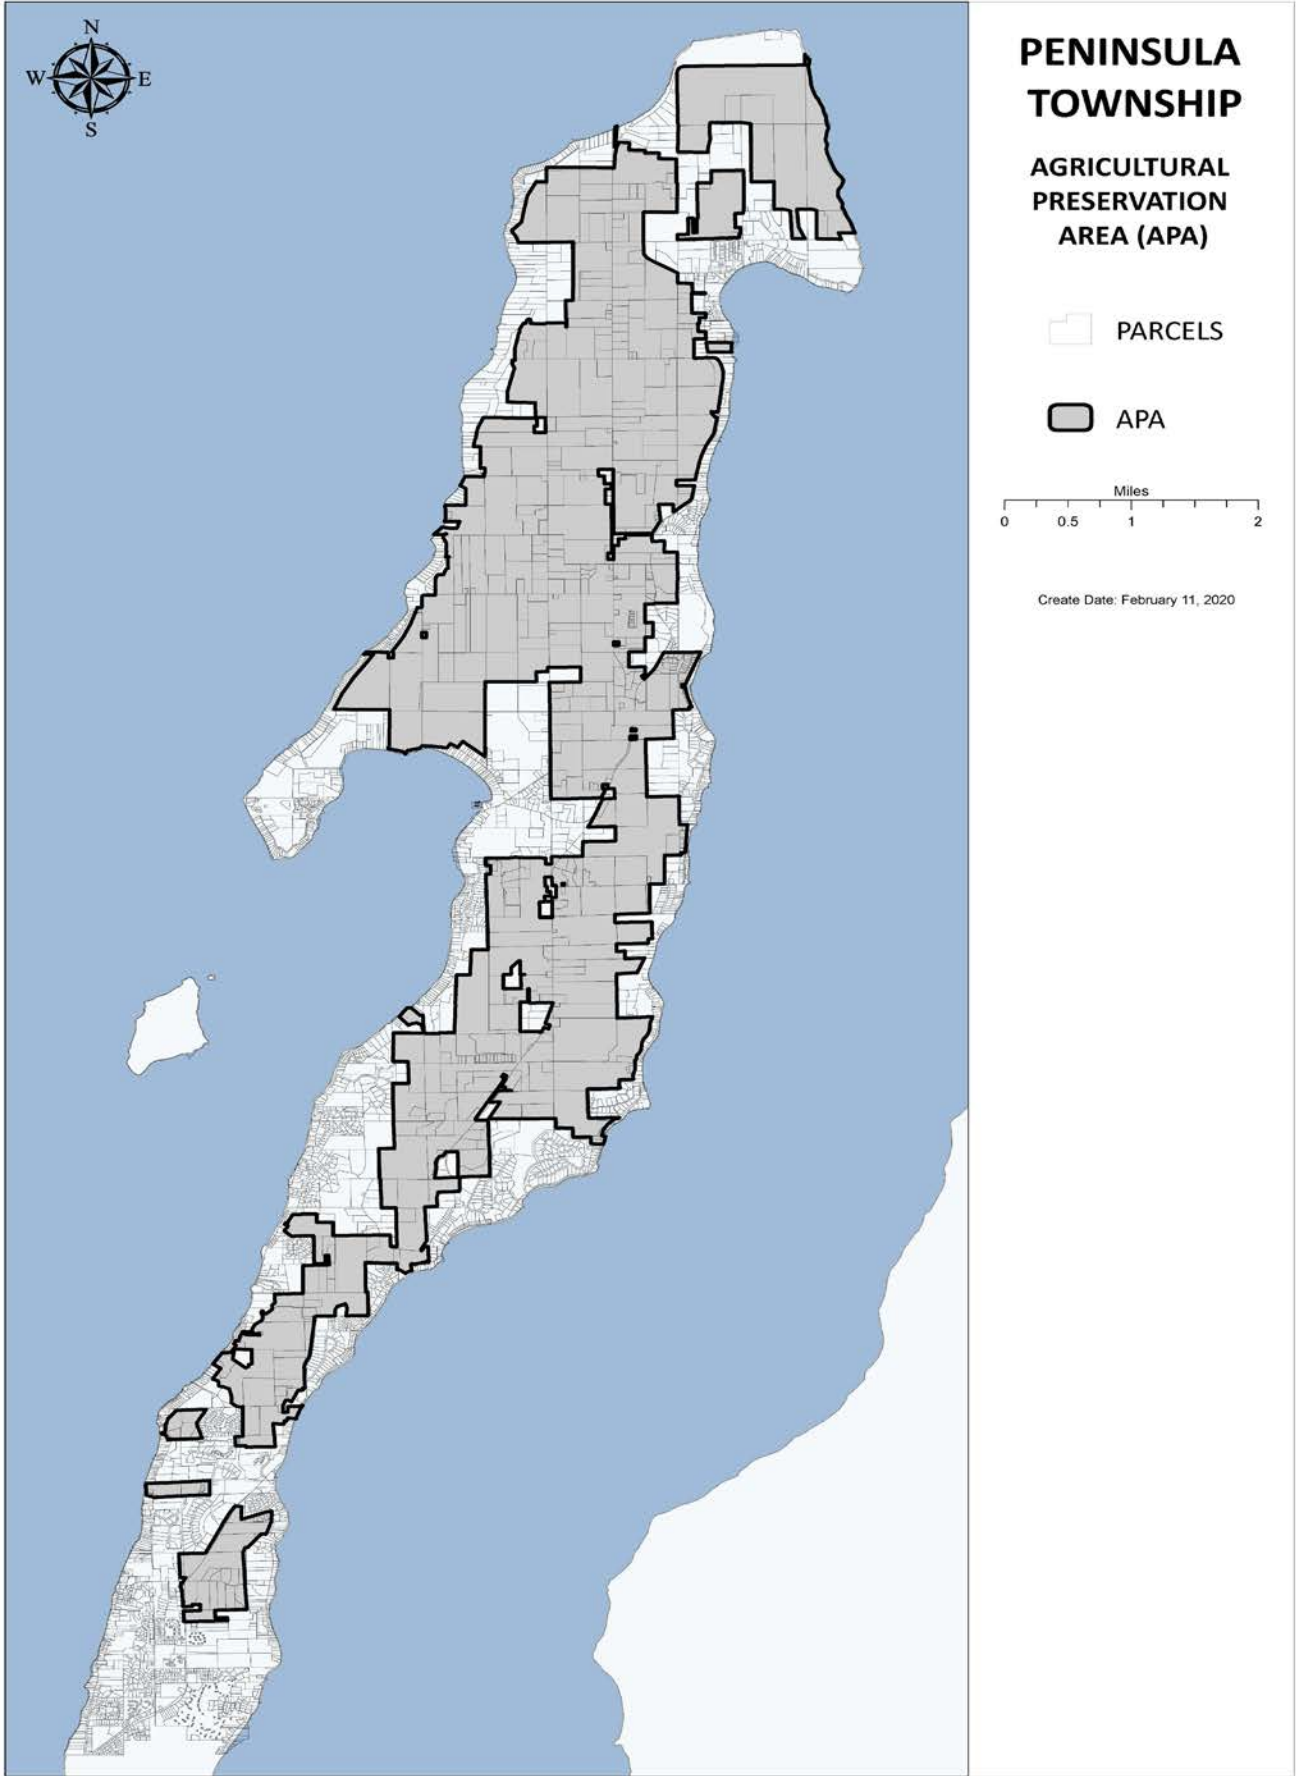 N
W E
S
PENINSULA
TOWNSHIP
AGRICULTURAL
PRESERVATION
AREA (APA)
PARCELS
APA
Miles
0 0.5 1 2
Create Date: February 11, 2020